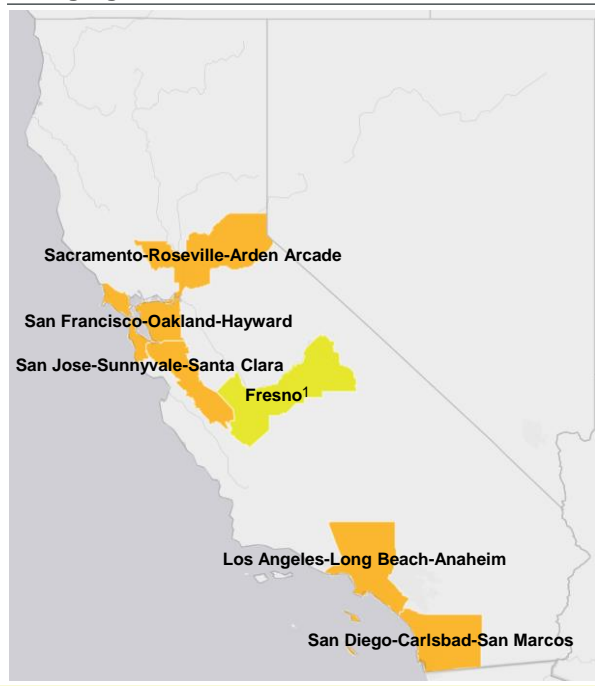 Sacramento-Roseville-Arden Arcade
San Francisco-Oakland-Hayward
San Jose-Sunnyvale-Santa Clara
Fresno¹
Los Angeles-Long Beach-Anaheim
San Diego-Carlsbad-San Marcos